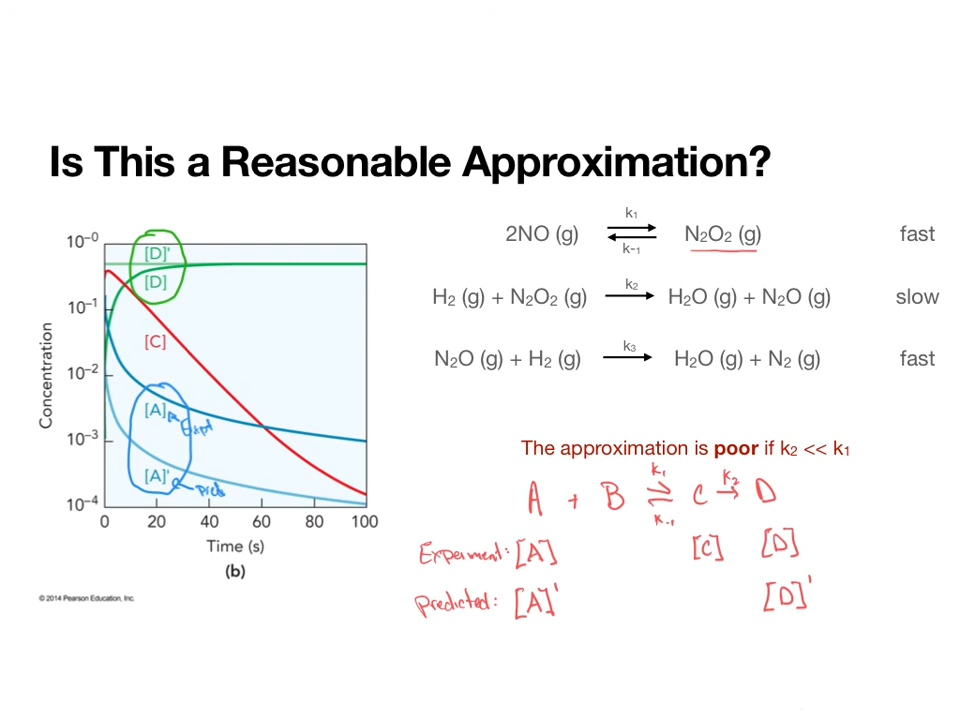 Is This a Reasonable Approximation?
k₁
2NO (g) N₂O₂ (g) fast
k-₁
k₂
H₂ (g) + N₂O₂ (g) H₂O (g) + N₂O (g) slow
k₃
N₂O (g) + H₂ (g) H₂O (g) + N₂ (g) fast
10⁻⁰
10⁻¹
10⁻²
10⁻³
10⁻⁴
Concentration
[D]'
[D]
[C]
[A] Expt
[A]' Pred
0 20 40 60 80 100
Time (s)
(b)
© 2014 Pearson Education, Inc.
The approximation is poor if k₂ << k₁
k₁ k₂
A + B ⇌ C → D
k-₁
Experiment: [A] [C] [D]
Predicted: [A]' [D]'